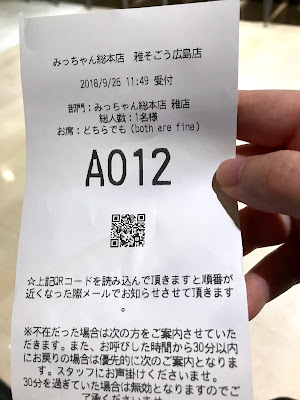 みっちゃん総本店　雅そごう広島店
2016/9/26 11:49 受付
部門：みっちゃん総本店 雅店
総人数：1名様
お席：どちらでも(both are fine)
A012
☆上記QRコードを読み込んで頂きますと順番が
近くなった際メールでお知らせさせて頂きます
。
※不在だった場合は次の方をご案内させていた
だきます。また、お呼びした時間から30分以内
にお戻りの場合は優先的に次のご案内となりま
す。スタッフにお声掛けくださいませ。
30分を過ぎていた場合は無効となりますのでご
了承くださいませ。